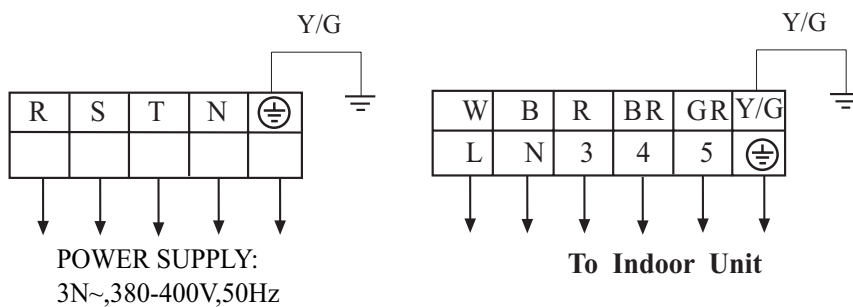 Y/G
R S T N
POWER SUPPLY:
3N~,380-400V,50Hz
Y/G
W B R BR GR Y/G
L N 3 4 5
To Indoor Unit